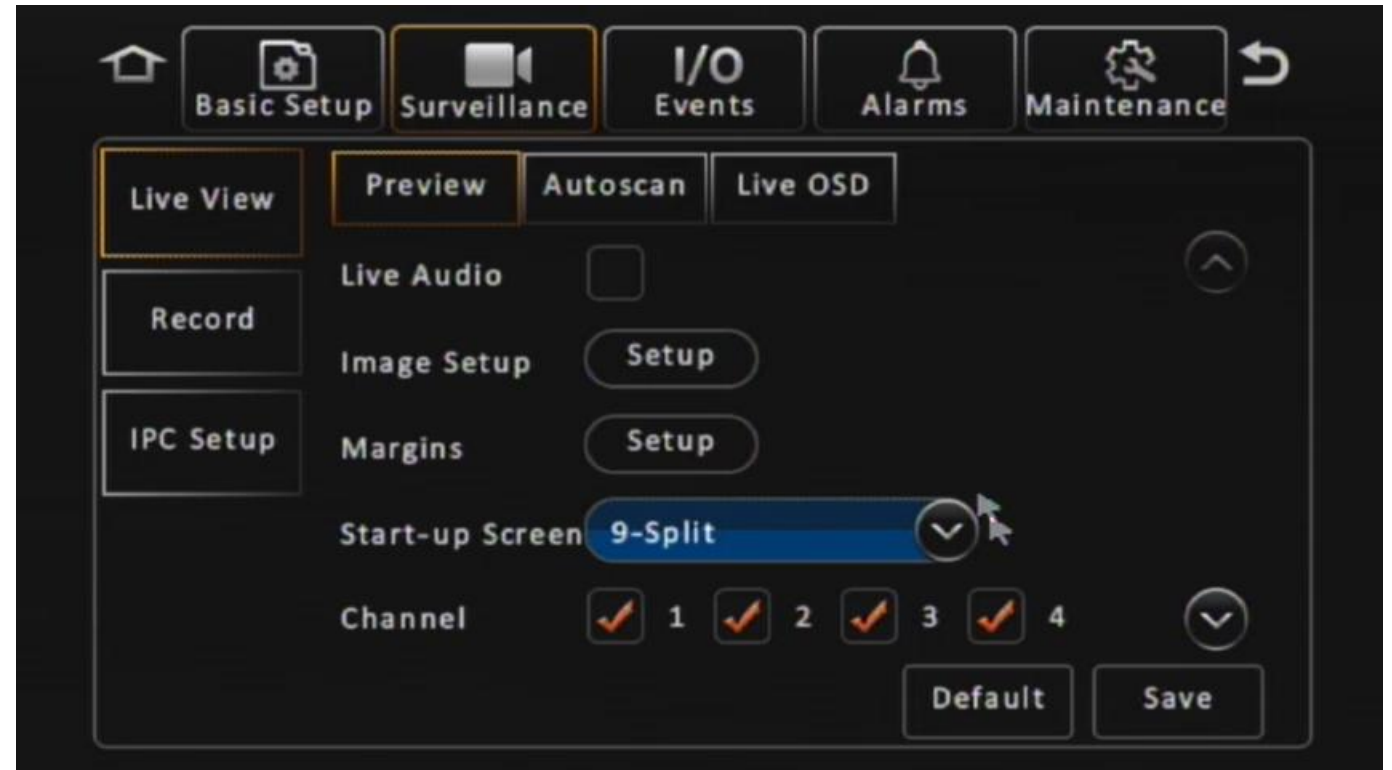 Basic Setup
Surveillance
I/O
Events
Alarms
Maintenance
Live View
Record
IPC Setup
Preview Autoscan Live OSD
Live Audio
Image Setup Setup
Margins Setup
Start-up Screen 9-Split
Channel 1 2 3 4
Default Save